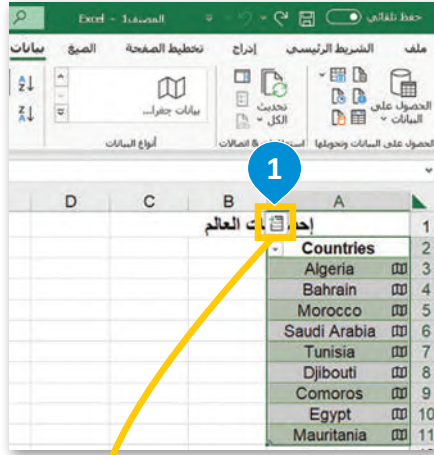 حفظ تلقائي المصنف1 - Excel
ملف الشريط الرئيسي إدراج تخطيط الصفحة الصيغ بيانات
الحصول على البيانات تحديث الكل بيانات جغرا...
الحصول على البيانات وتحويلها & اتصالات أنواع البيانات
1
A B C D
1 العالم
2 Countries
3 Algeria
4 Bahrain
5 Morocco
6 Saudi Arabia
7 Tunisia
8 Djibouti
9 Comoros
10 Egypt
11 Mauritania